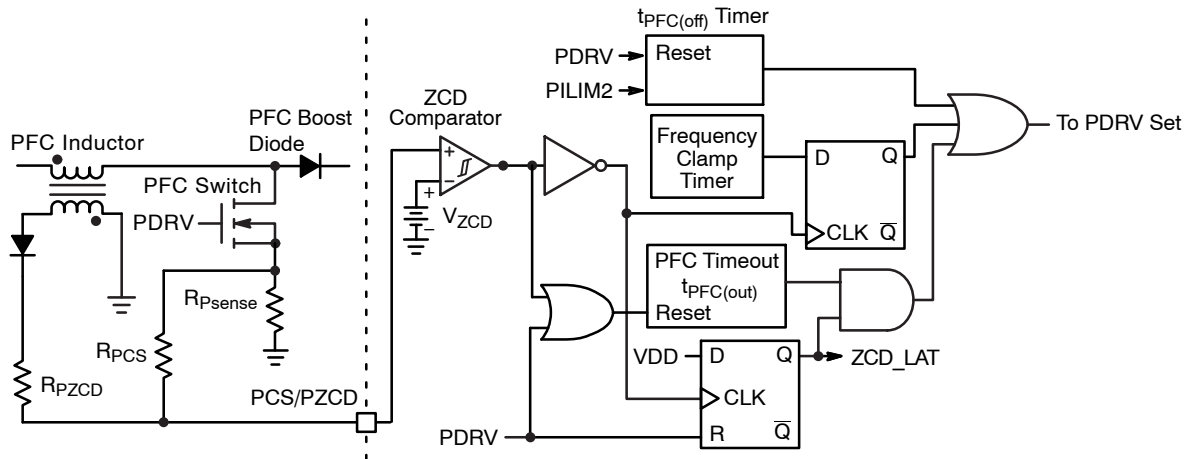 tPFC(off) Timer
PDRV
Reset
PILIM2
ZCD
Comparator
PFC Boost
Diode
PFC Inductor
PFC Switch
PDRV
+
−
+
−
VZCD
Frequency
Clamp
Timer
D
Q
CLK
Q
To PDRV Set
PFC Timeout
tPFC(out)
Reset
RPsense
RPCS
RPZCD
PCS/PZCD
VDD
D
Q
ZCD_LAT
CLK
PDRV
R
Q